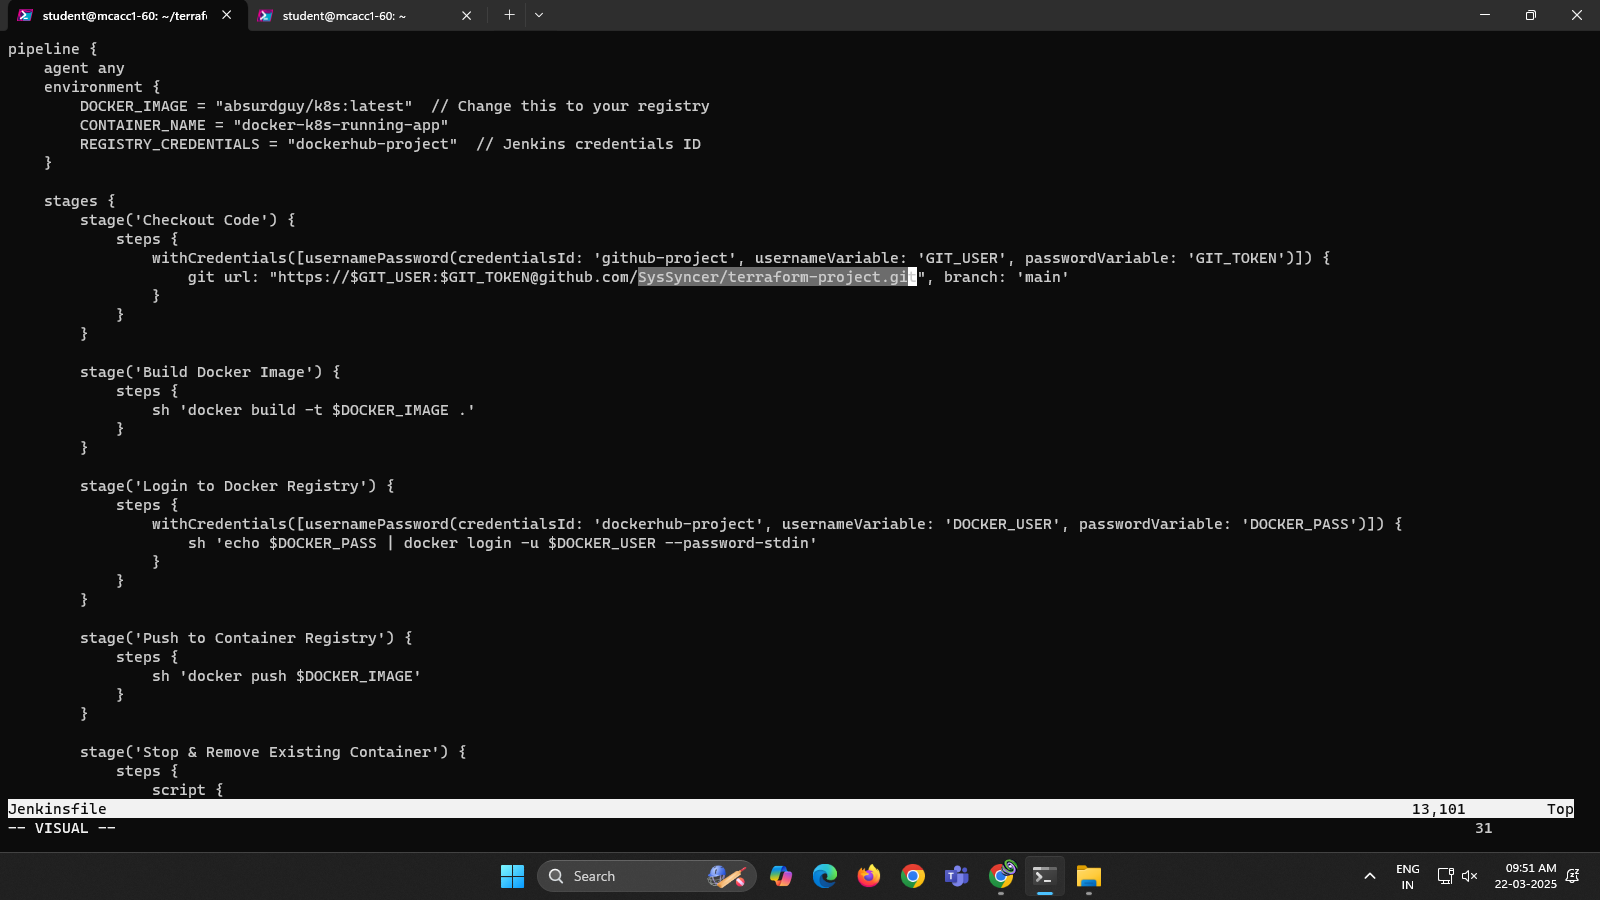 student@mcacc1-60: ~/terraf
student@mcacc1-60: ~
pipeline {
    agent any
    environment {
        DOCKER_IMAGE = "absurdguy/k8s:latest"  // Change this to your registry
        CONTAINER_NAME = "docker-k8s-running-app"
        REGISTRY_CREDENTIALS = "dockerhub-project"  // Jenkins credentials ID
    }
    stages {
        stage('Checkout Code') {
            steps {
                withCredentials([usernamePassword(credentialsId: 'github-project', usernameVariable: 'GIT_USER', passwordVariable: 'GIT_TOKEN')]) {
                    git url: "https://$GIT_USER:$GIT_TOKEN@github.com/SysSyncer/terraform-project.git", branch: 'main'
                }
            }
        }
        stage('Build Docker Image') {
            steps {
                sh 'docker build -t $DOCKER_IMAGE .'
            }
        }
        stage('Login to Docker Registry') {
            steps {
                withCredentials([usernamePassword(credentialsId: 'dockerhub-project', usernameVariable: 'DOCKER_USER', passwordVariable: 'DOCKER_PASS')]) {
                    sh 'echo $DOCKER_PASS | docker login -u $DOCKER_USER --password-stdin'
                }
            }
        }
        stage('Push to Container Registry') {
            steps {
                sh 'docker push $DOCKER_IMAGE'
            }
        }
        stage('Stop & Remove Existing Container') {
            steps {
                script {
Jenkinsfile 13,101 Top
-- VISUAL -- 31
Search
ENG
IN
09:51 AM
22-03-2025